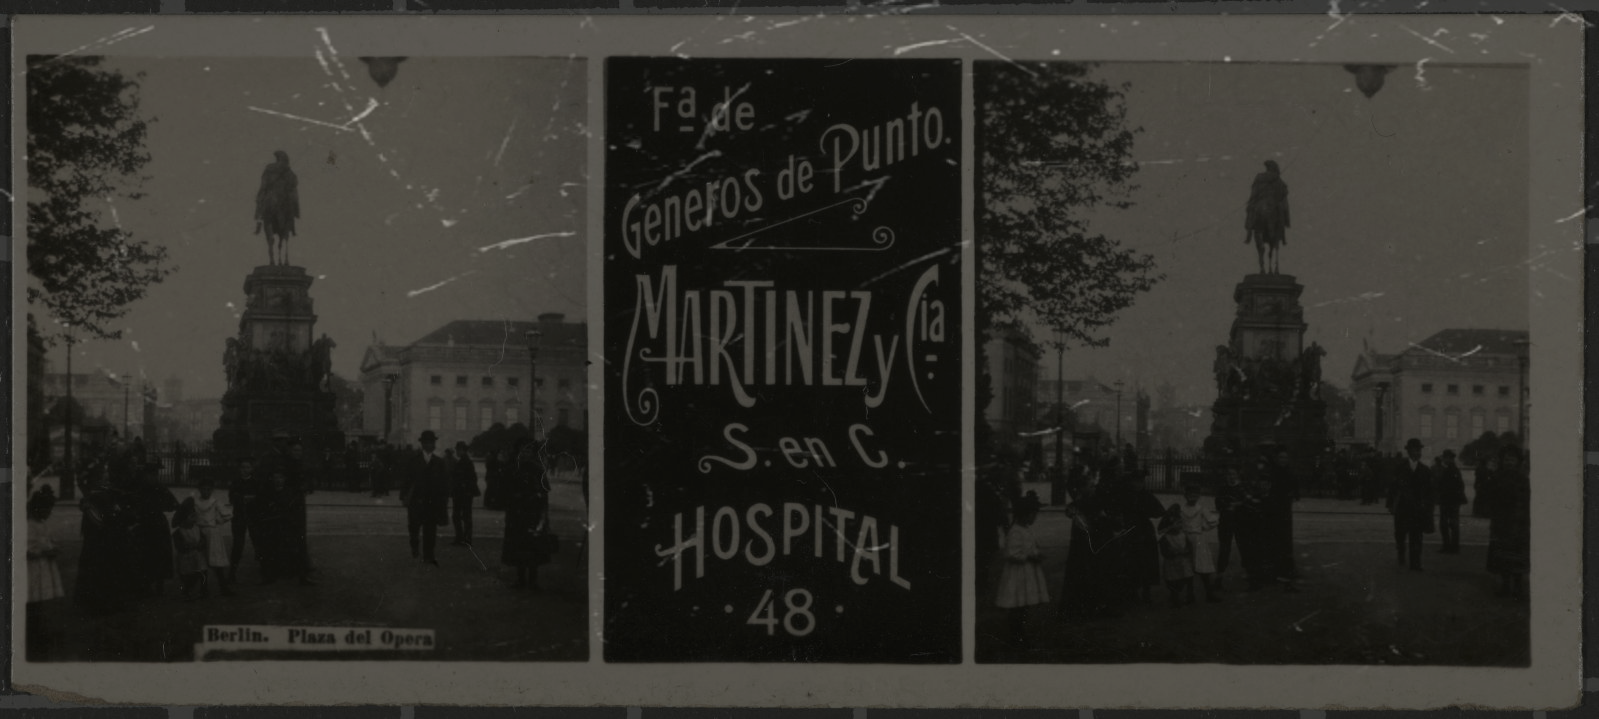 Fª de
Generos de Punto.
MARTINEZ y Cia
S. en C.
HOSPITAL
· 48 ·
Berlin. Plaza del Opera